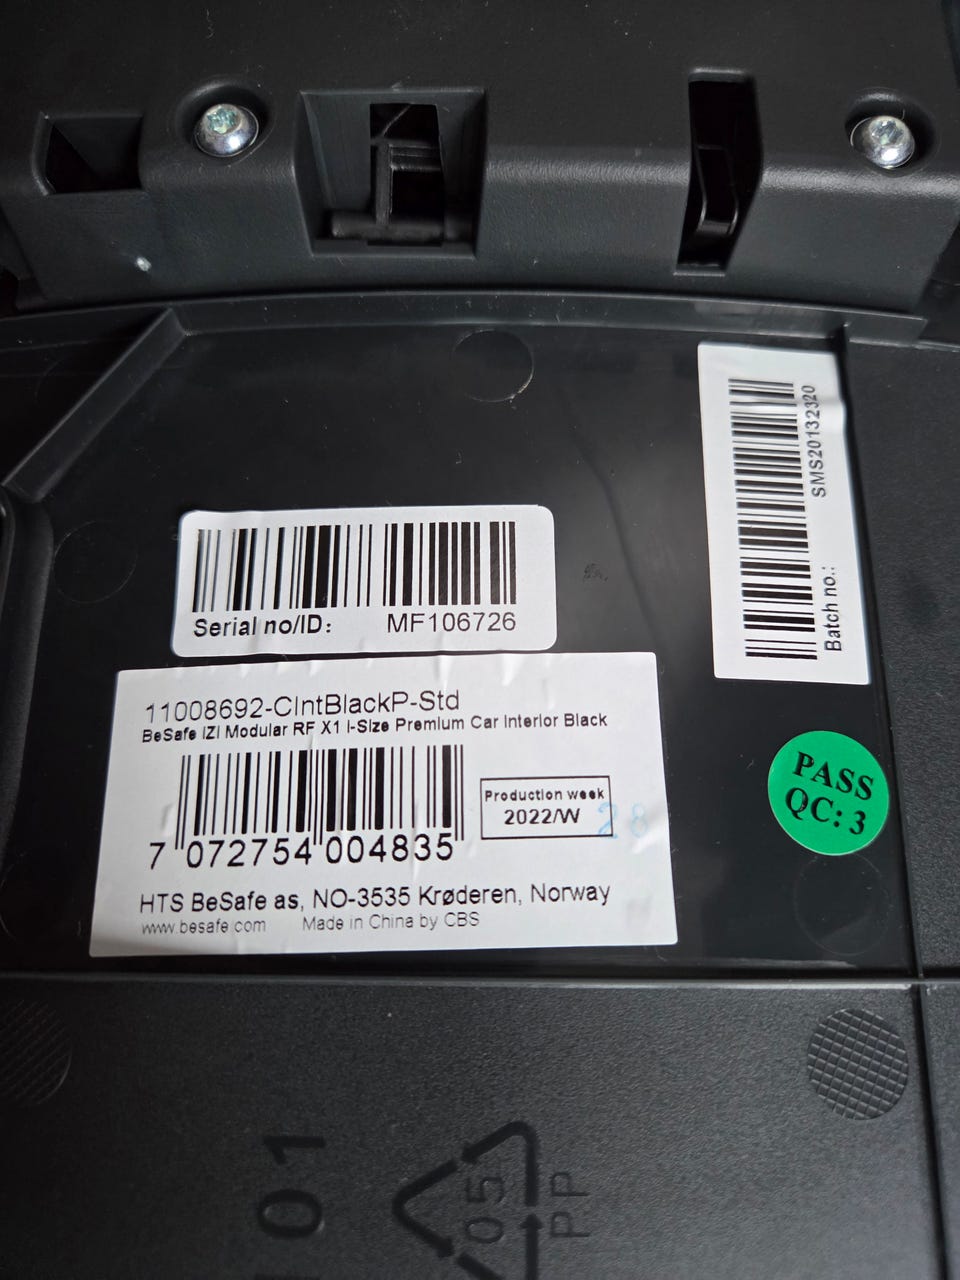 SMS20132320
Batch no.:
Serial no/ID: MF106726
11008692-CIntBlackP-Std
BeSafe iZi Modular RF X1 i-Size Premium Car Interior Black
Production week
2022/W 28
7 072754 004835
HTS BeSafe as, NO-3535 Krøderen, Norway
www.besafe.com Made in China by CBS
PASS
QC: 3
01
05
PP